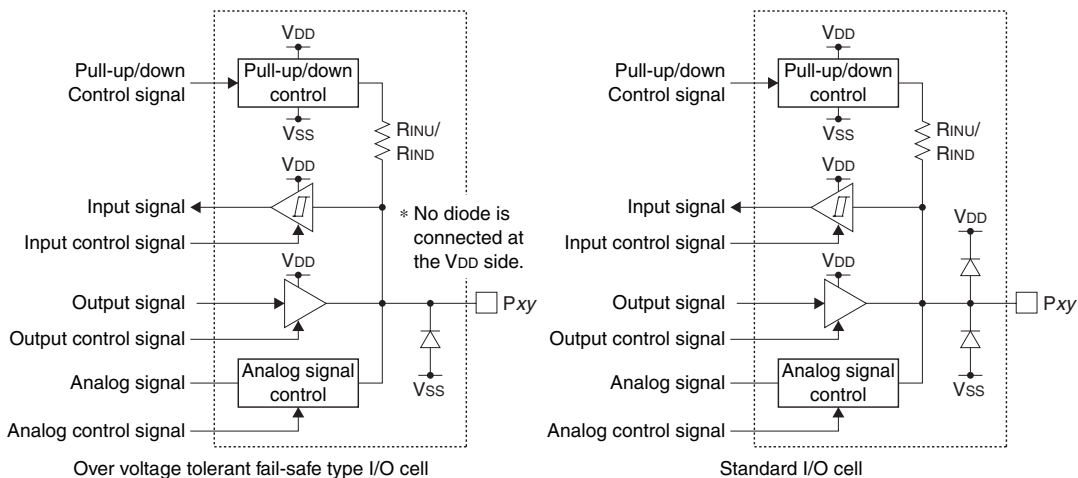 VDD
Pull-up/down
Control signal
Pull-up/down
control
VSS
RINU/
RIND
VDD
Input signal
Input control signal
* No diode is
connected at
the VDD side.
VDD
Output signal
Output control signal
Pxy
Analog signal
Analog signal
control
VSS
Analog control signal
Over voltage tolerant fail-safe type I/O cell
VDD
Pull-up/down
Control signal
Pull-up/down
control
VSS
RINU/
RIND
VDD
Input signal
Input control signal
VDD
VDD
Output signal
Output control signal
Pxy
Analog signal
Analog signal
control
VSS
Analog control signal
Standard I/O cell